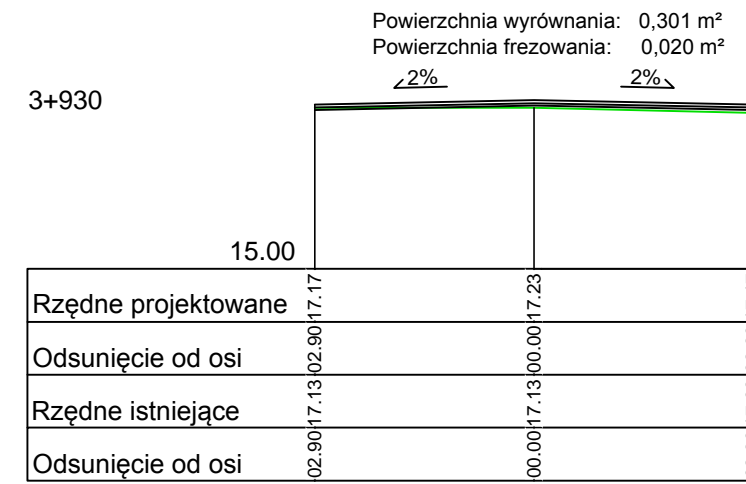 Powierzchnia wyrównania: 0,301 m²
Powierzchnia frezowania: 0,020 m²
2% 2%
3+930
15.00
Rzędne projektowane 17.17 17.23
Odsunięcie od osi -02.90 -00.00
Rzędne istniejące 17.13 17.13
Odsunięcie od osi -02.90 -00.00